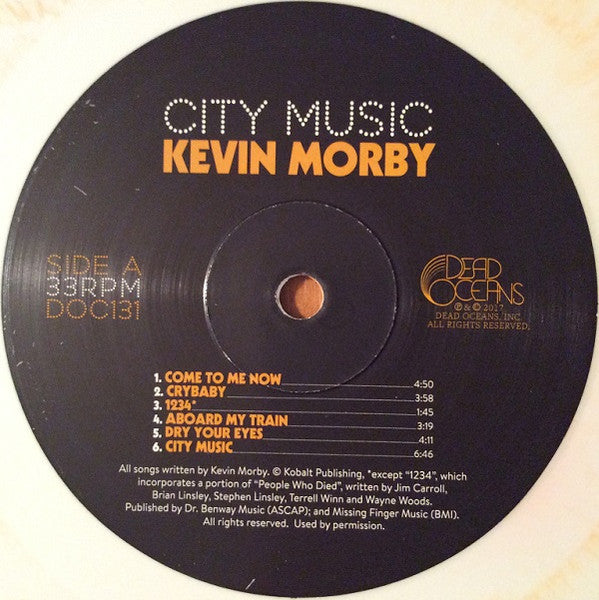 CITY MUSIC
KEVIN MORBY
SIDE A
33RPM
DOC131
DEAD
OCEANS
℗ & © 2017
DEAD OCEANS, INC.
ALL RIGHTS RESERVED.
1. COME TO ME NOW 4:50
2. CRYBABY 3:58
3. 1234* 1:45
4. ABOARD MY TRAIN 3:19
5. DRY YOUR EYES 4:11
6. CITY MUSIC 6:46
All songs written by Kevin Morby. © Kobalt Publishing, *except "1234", which
incorporates a portion of "People Who Died", written by Jim Carroll,
Brian Linsley, Stephen Linsley, Terrell Winn and Wayne Woods.
Published by Dr. Benway Music (ASCAP); and Missing Finger Music (BMI).
All rights reserved. Used by permission.